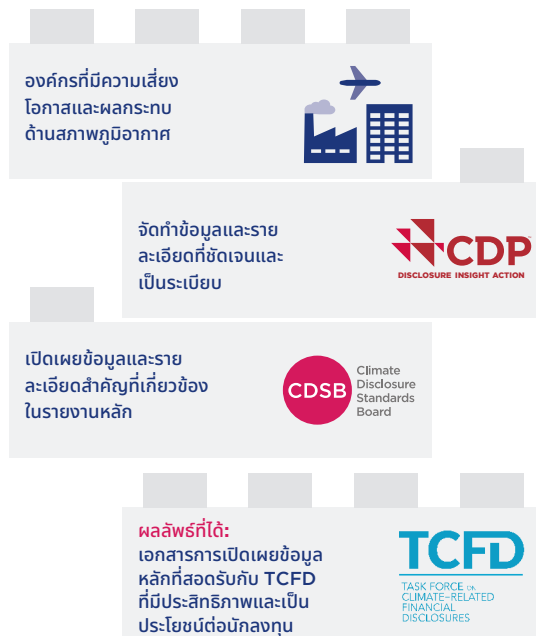 องค์กรที่มีความเสี่ยง
โอกาสและผลกระทบ
ด้านสภาพภูมิอากาศ
จัดทำข้อมูลและราย
ละเอียดที่ชัดเจนและ
เป็นระเบียบ
CDP
DISCLOSURE INSIGHT ACTION
เปิดเผยข้อมูลและราย
ละเอียดสำคัญที่เกี่ยวข้อง
ในรายงานหลัก
CDSB
Climate
Disclosure
Standards
Board
ผลลัพธ์ที่ได้:
เอกสารการเปิดเผยข้อมูล
หลักที่สอดรับกับ TCFD
ที่มีประสิทธิภาพและเป็น
ประโยชน์ต่อนักลงทุน
TCFD
TASK FORCE ON
CLIMATE-RELATED
FINANCIAL
DISCLOSURES